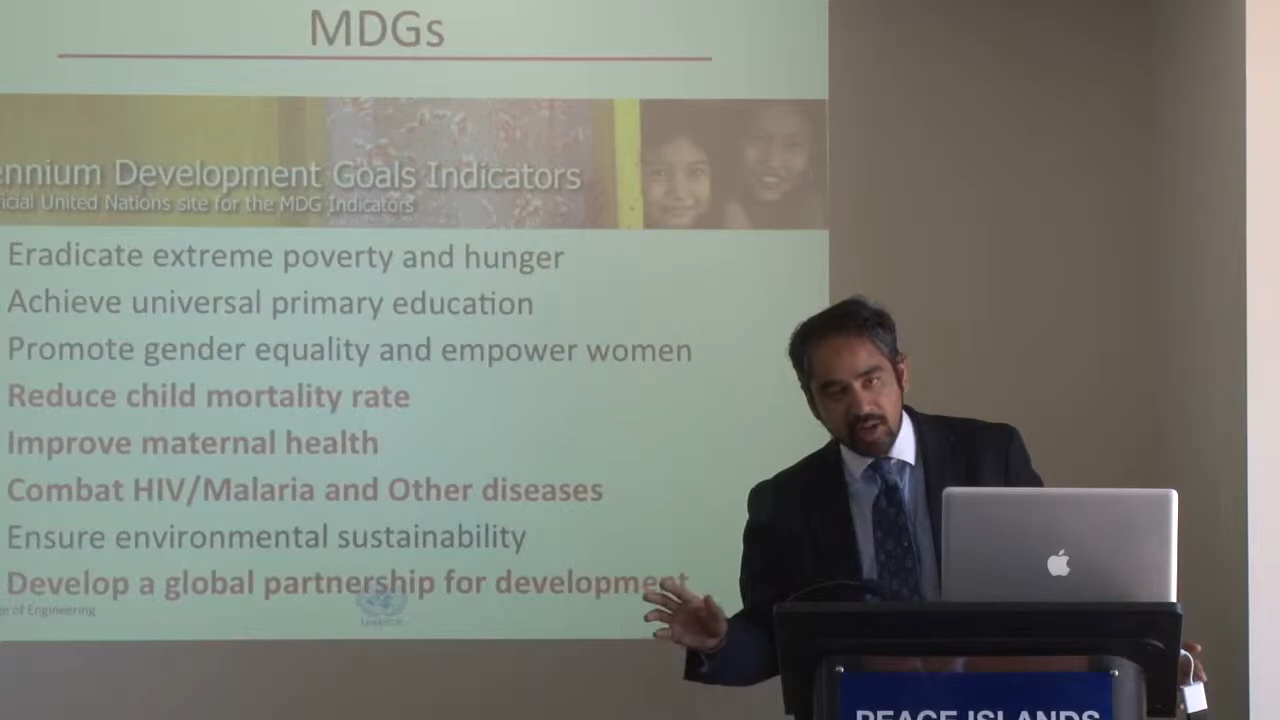 MDGs
ennium Development Goals Indicators
icial United Nations site for the MDG Indicators
Eradicate extreme poverty and hunger
Achieve universal primary education
Promote gender equality and empower women
Reduce child mortality rate
Improve maternal health
Combat HIV/Malaria and Other diseases
Ensure environmental sustainability
Develop a global partnership for development
ge of Engineering
PEACE ISLANDS